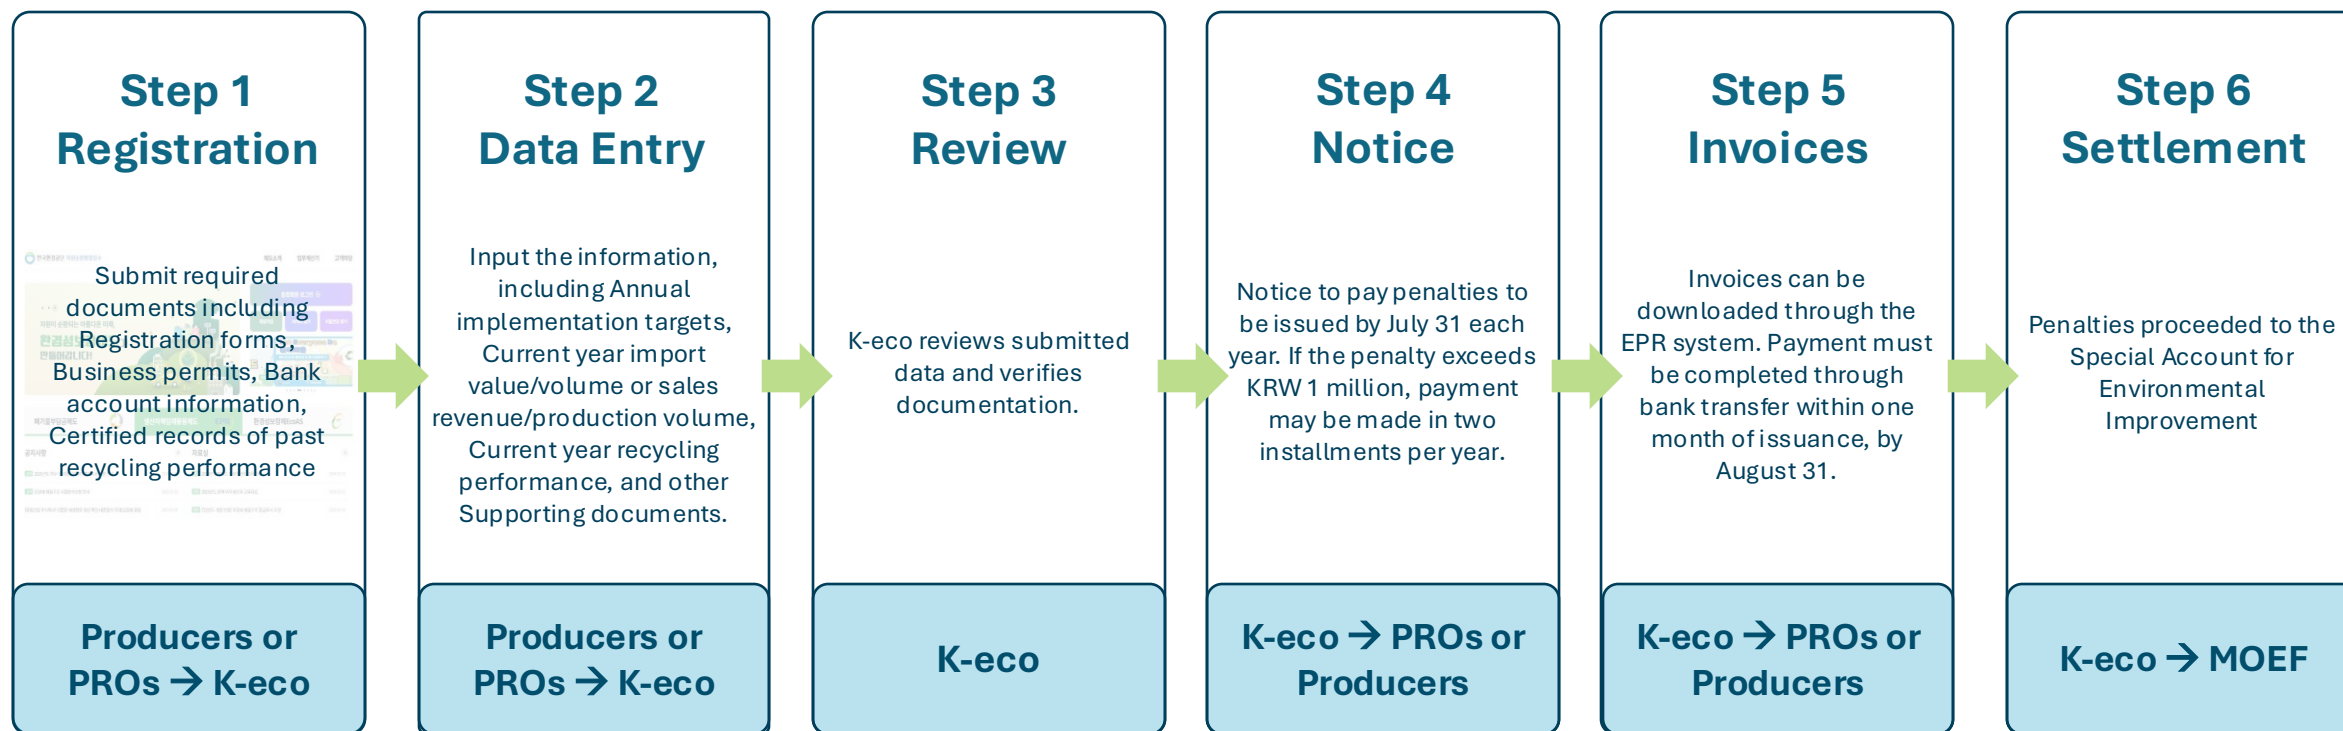 Step 1
Registration
Submit required
documents including
Registration forms,
Business permits, Bank
account information,
Certified records of past
recycling performance
Producers or
PROs → K-eco
Step 2
Data Entry
Input the information,
including Annual
implementation targets,
Current year import
value/volume or sales
revenue/production volume,
Current year recycling
performance, and other
Supporting documents.
Producers or
PROs → K-eco
Step 3
Review
K-eco reviews submitted
data and verifies
documentation.
K-eco
Step 4
Notice
Notice to pay penalties to
be issued by July 31 each
year. If the penalty exceeds
KRW 1 million, payment
may be made in two
installments per year.
K-eco → PROs or
Producers
Step 5
Invoices
Invoices can be
downloaded through the
EPR system. Payment must
be completed through
bank transfer within one
month of issuance, by
August 31.
K-eco → PROs or
Producers
Step 6
Settlement
Penalties proceeded to the
Special Account for
Environmental
Improvement
K-eco → MOEF